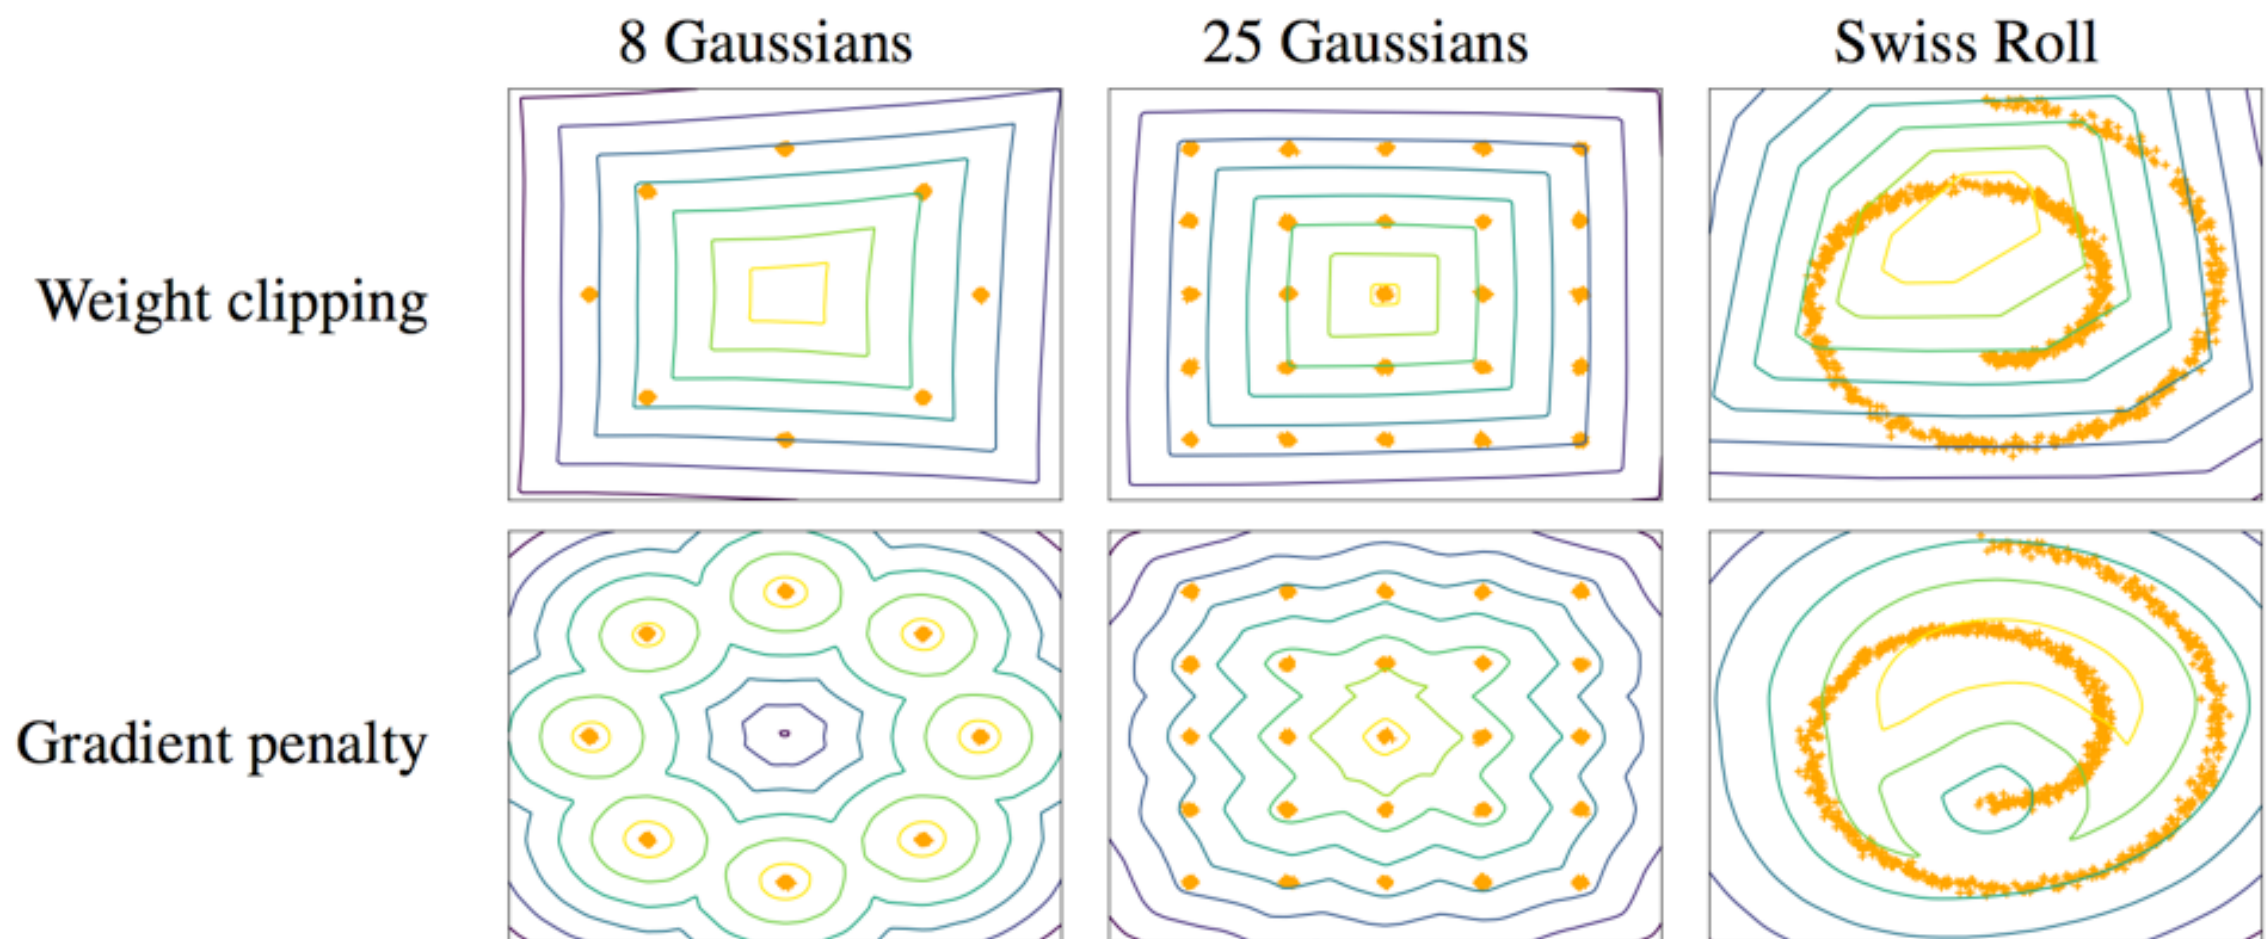 8 Gaussians
25 Gaussians
Swiss Roll
Weight clipping
Gradient penalty